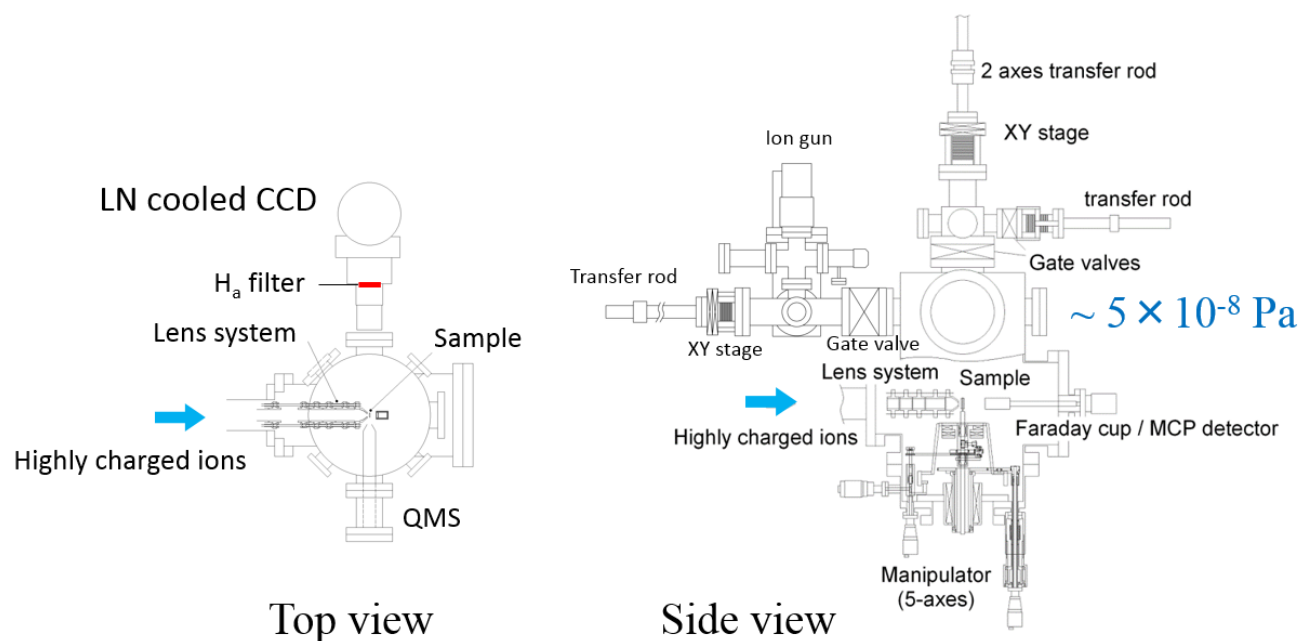 LN cooled CCD
Hₐ filter
Lens system
Sample
Highly charged ions
QMS
Top view
2 axes transfer rod
XY stage
Ion gun
transfer rod
Gate valves
Transfer rod
~ 5 × 10⁻⁸ Pa
XY stage
Gate valve
Lens system
Sample
Highly charged ions
Faraday cup / MCP detector
Manipulator
(5-axes)
Side view